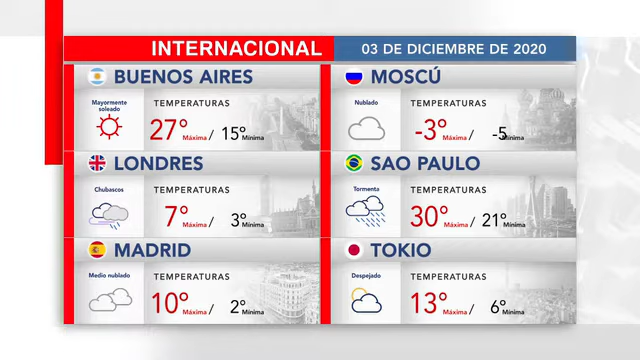 INTERNACIONAL
03 DE DICIEMBRE DE 2020
BUENOS AIRES
Mayormente
soleado
TEMPERATURAS
27° Máxima / 15° Mínima
MOSCÚ
Nublado
TEMPERATURAS
-3° Máxima / -5 Mínima
LONDRES
Chubascos
TEMPERATURAS
7° Máxima / 3° Mínima
SAO PAULO
Tormenta
TEMPERATURAS
30° Máxima / 21° Mínima
MADRID
Medio nublado
TEMPERATURAS
10° Máxima / 2° Mínima
TOKIO
Despejado
TEMPERATURAS
13° Máxima / 6° Mínima